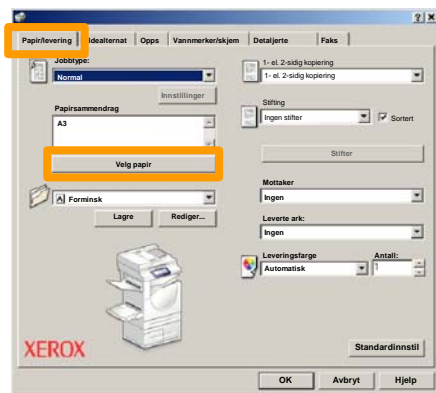 Papir/levering Idealternat Opps Vannmerker/skjem Detaljerte Faks
Jobbtype:
Normal
Innstillinger
Papirsammendrag
A3
Velg papir
A Forminsk
Lagre Rediger...
1- el. 2-sidig kopiering
1- el. 2-sidig kopiering
Stifting
Ingen stifter Sortert
Stifter
Mottaker
Ingen
Leverte ark:
Ingen
Leveringsfarge Antall:
Automatisk 1
XEROX
Standardinnstil
OK Avbryt Hjelp